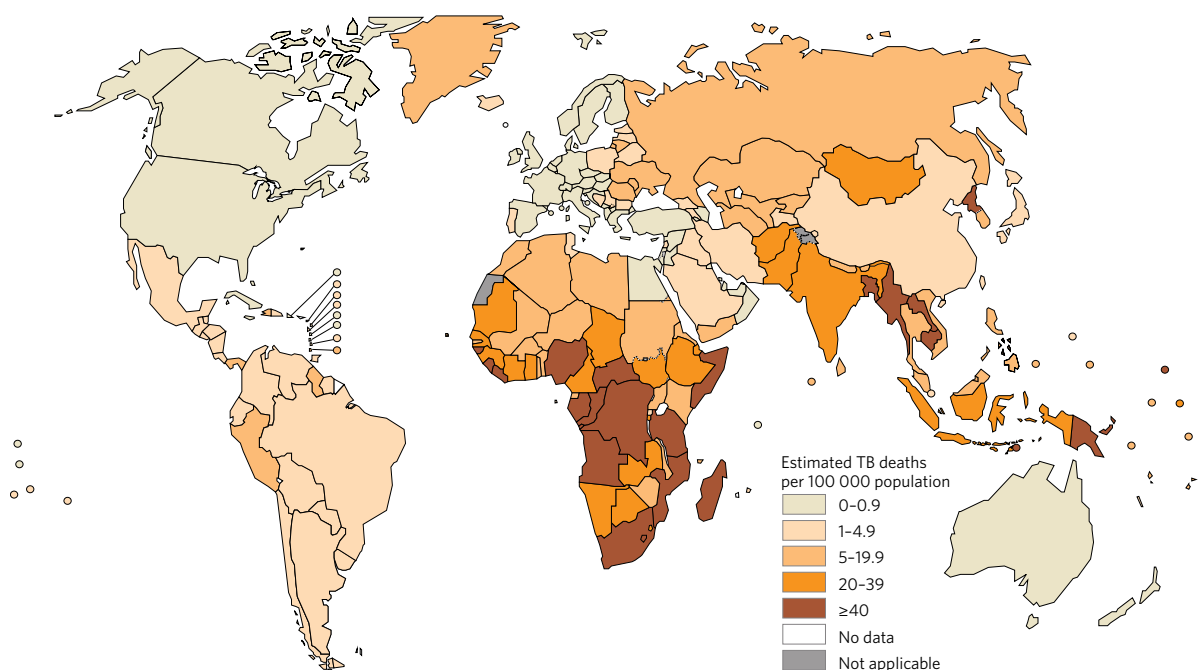 Estimated TB deaths
per 100 000 population
0–0.9
1–4.9
5–19.9
20–39
≥40
No data
Not applicable